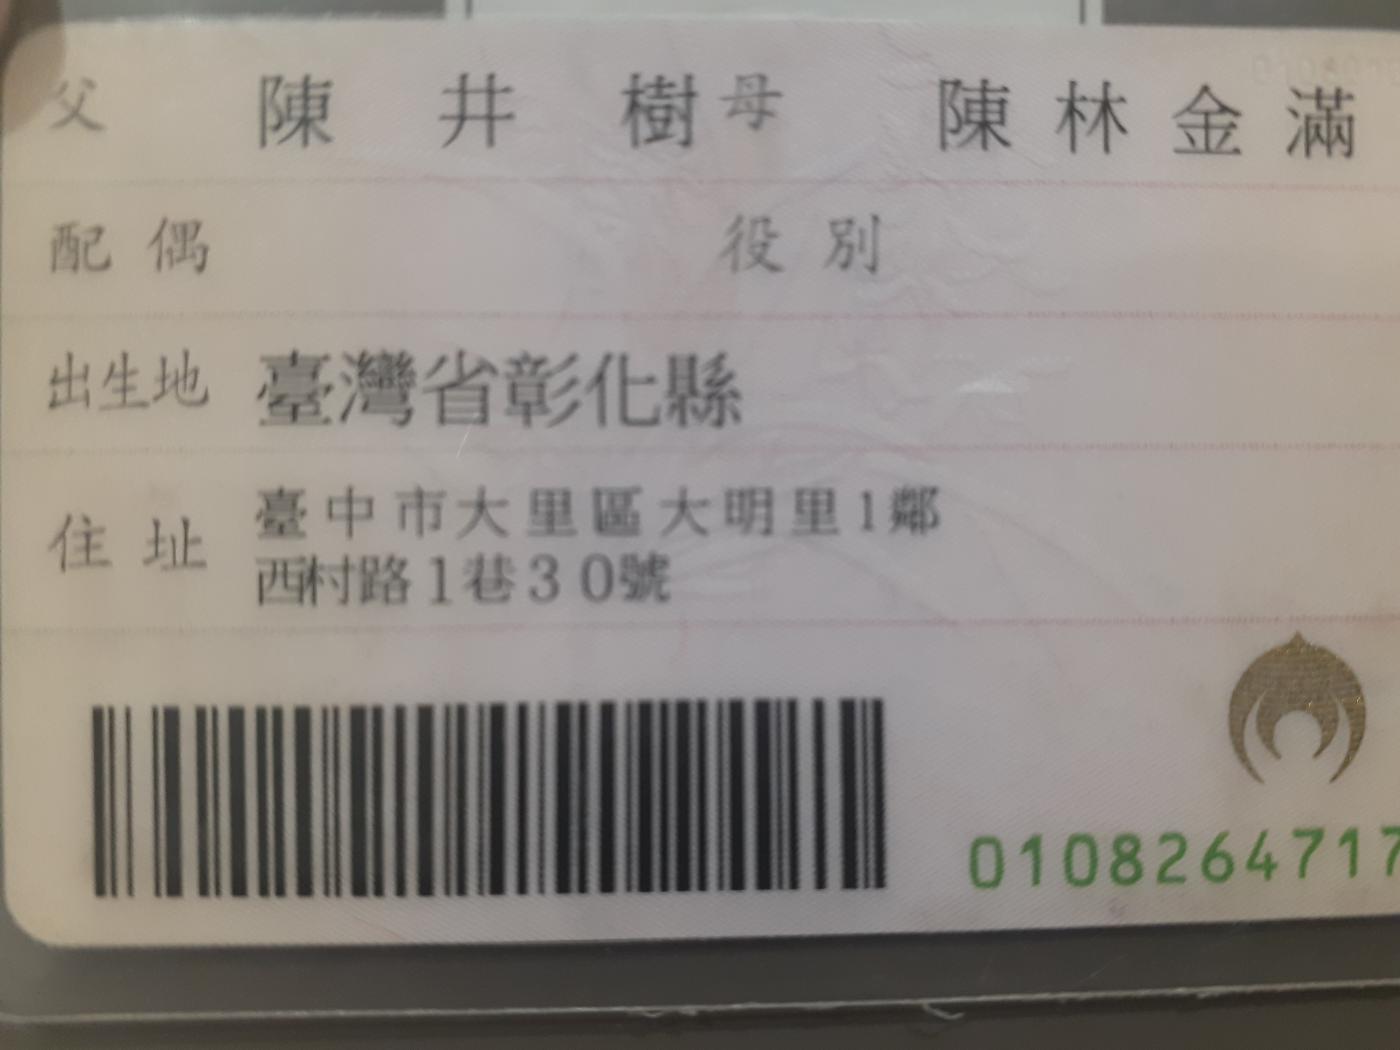 父 陳井樹 母 陳林金滿
配偶 役別
出生地 臺灣省彰化縣
住址 臺中市大里區大明里1鄰
西村路1巷30號
0108264717